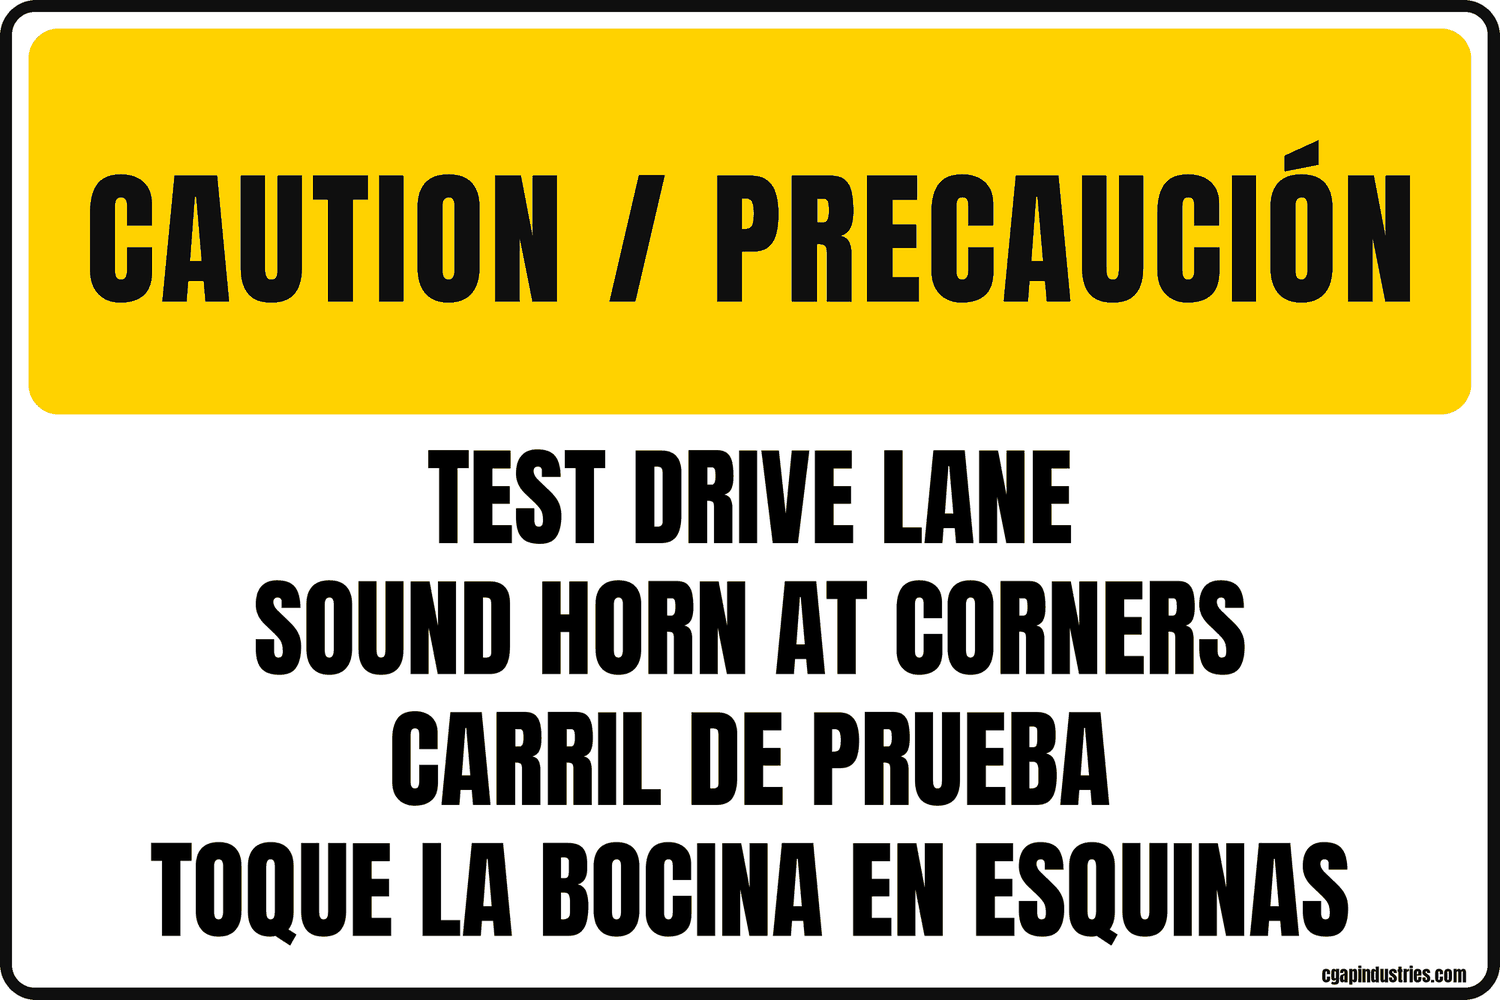 CAUTION / PRECAUCIÓN
TEST DRIVE LANE
SOUND HORN AT CORNERS
CARRIL DE PRUEBA
TOQUE LA BOCINA EN ESQUINAS
cgapindustries.com